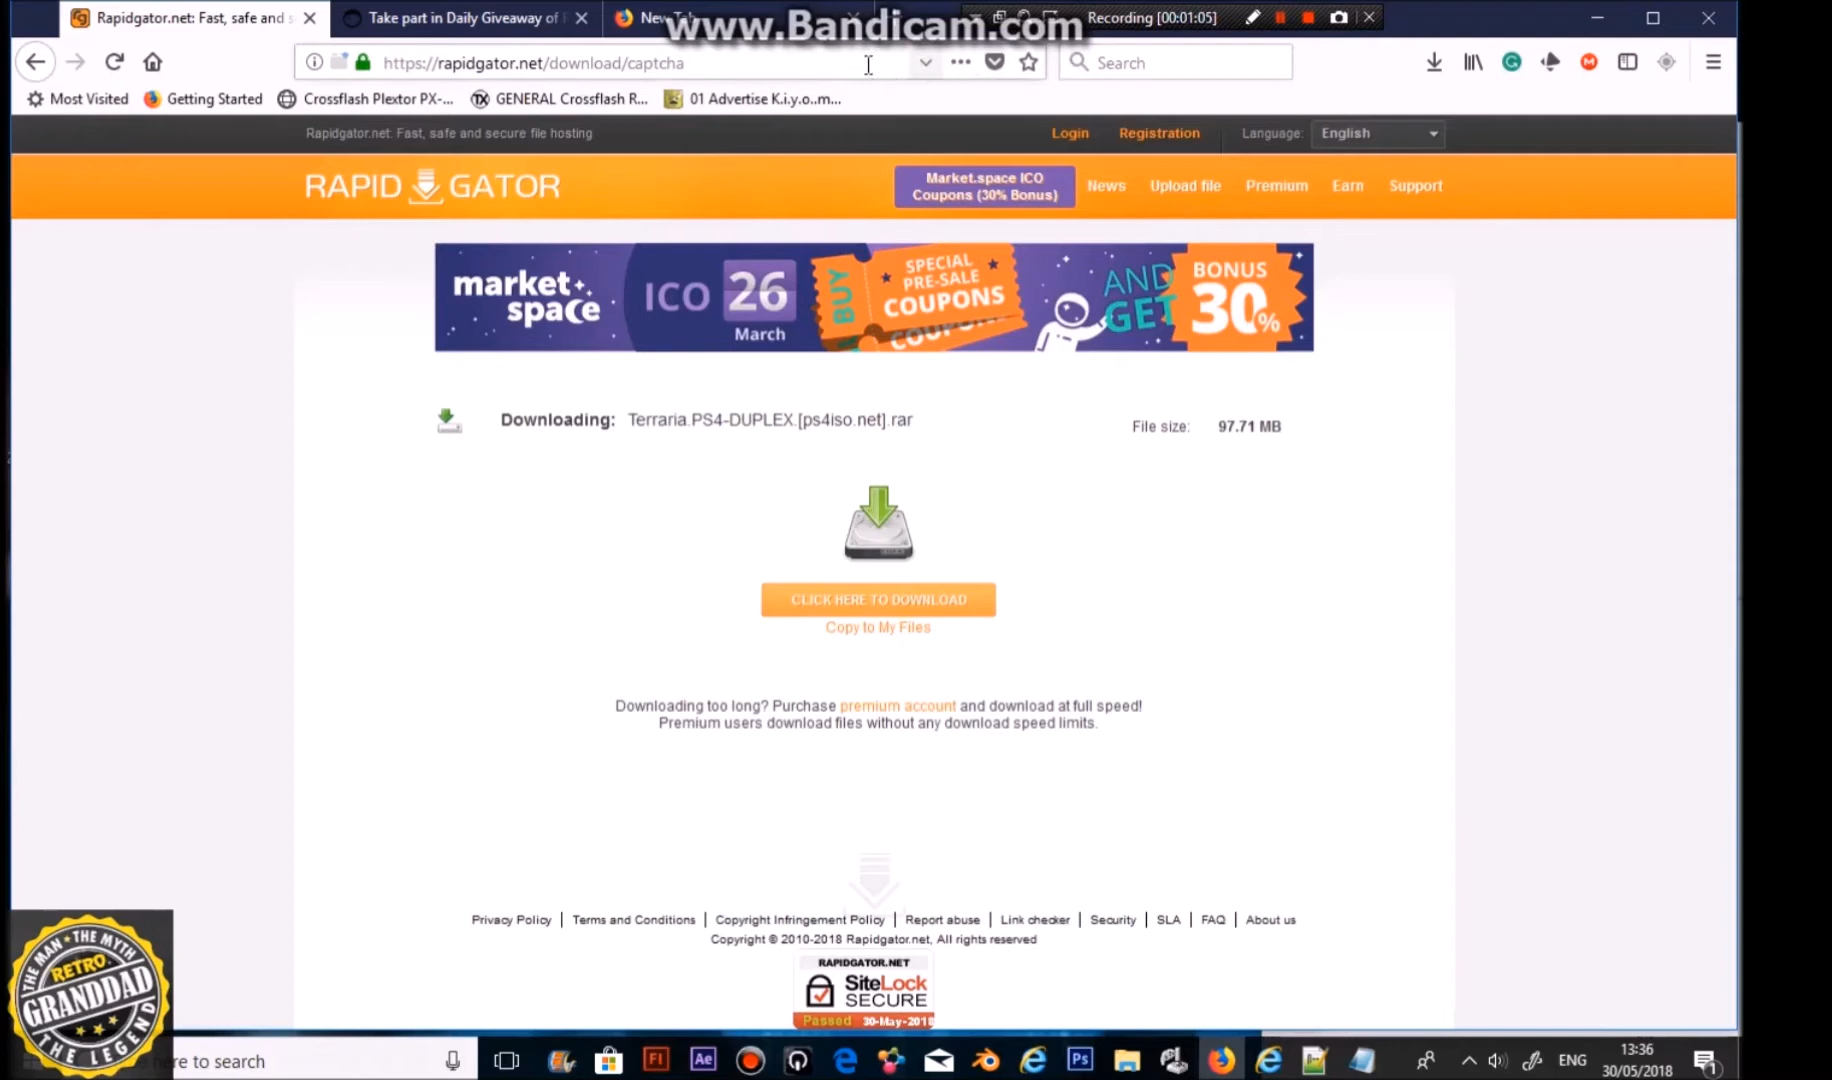 Rapidgator.net: Fast, safe and s
Take part in Daily Giveaway of
New Tab
www.Bandicam.com
Recording [00:01:05]
https://rapidgator.net/download/captcha
Search
Most Visited
Getting Started
Crossflash Plextor PX-...
GENERAL Crossflash R...
01 Advertise K.i.y.o..m...
Rapidgator.net: Fast, safe and secure file hosting
Login
Registration
Language:
English
RAPID GATOR
Market.space ICO
Coupons (30% Bonus)
News
Upload file
Premium
Earn
Support
market
space
ICO 26
March
BUY
SPECIAL
PRE-SALE
COUPONS
AND
GET
BONUS
30%
Downloading: Terraria.PS4-DUPLEX.[ps4iso.net].rar
File size: 97.71 MB
CLICK HERE TO DOWNLOAD
Copy to My Files
Downloading too long? Purchase premium account and download at full speed!
Premium users download files without any download speed limits.
Privacy Policy | Terms and Conditions | Copyright Infringement Policy | Report abuse | Link checker | Security | SLA | FAQ | About us
Copyright © 2010-2018 Rapidgator.net, All rights reserved
RAPIDGATOR.NET
SiteLock
SECURE
Passed 30-May-2018
THE MAN ★ THE MYTH
RETRO
GRANDDAD
THE LEGEND
here to search
Fl
Ae
Ps
ENG
13:36
30/05/2018
1